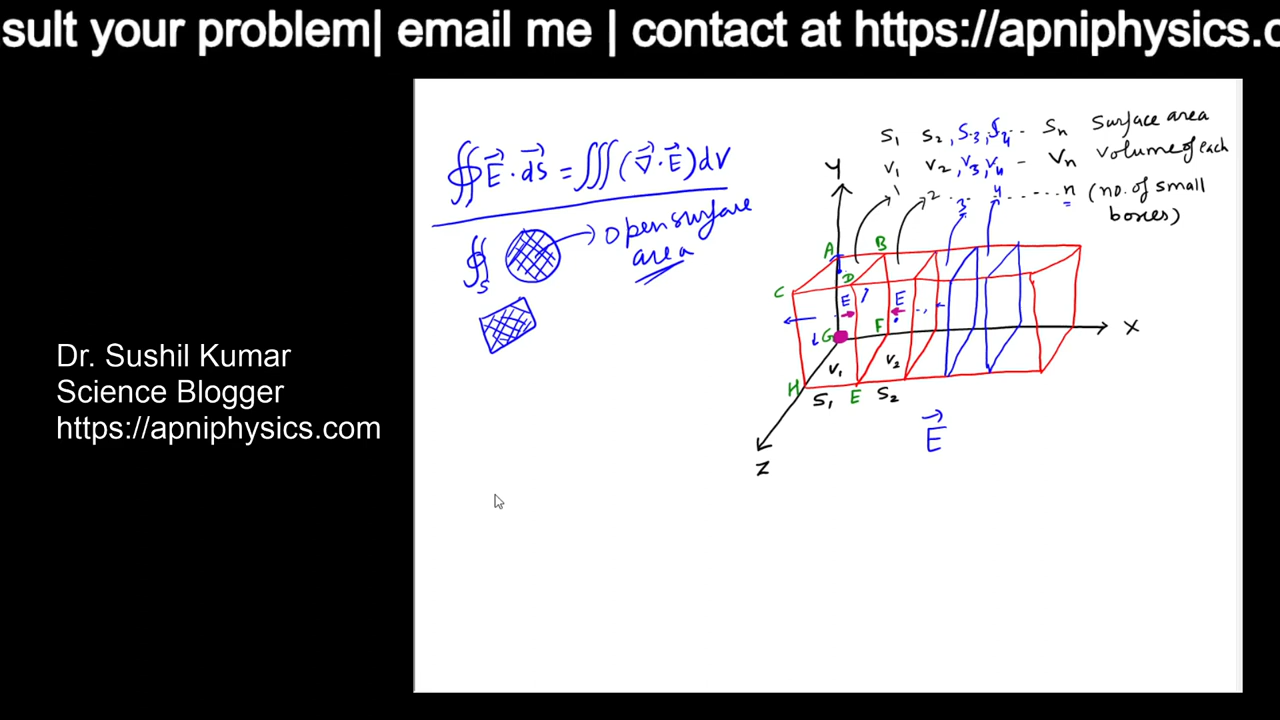 sult your problem| email me | contact at https://apniphysics.c
∯ E⃗ · dS⃗ = ∭ (∇⃗ · E⃗) dV
∯ S
open surface
area
S1 S2, S3, S4 .. Sn Surface area
V1 V2, V3, V4 - Vn volume of each
1 2 .. 3 .. 4 ...... n (no. of small
boxes)
Y
A B
C D
E E
G F X
V1 V2
H S1 E S2
E⃗
Z
Dr. Sushil Kumar
Science Blogger
https://apniphysics.com